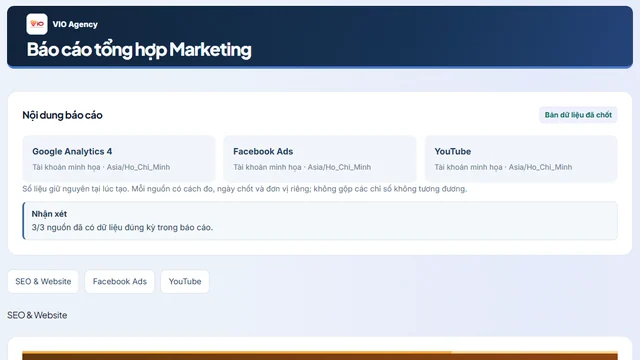 VIO
VIO Agency
Báo cáo tổng hợp Marketing
Nội dung báo cáo
Bản dữ liệu đã chốt
Google Analytics 4
Tài khoản minh họa · Asia/Ho_Chi_Minh
Facebook Ads
Tài khoản minh họa · Asia/Ho_Chi_Minh
YouTube
Tài khoản minh họa · Asia/Ho_Chi_Minh
Số liệu giữ nguyên tại lúc tạo. Mỗi nguồn có cách đo, ngày chốt và đơn vị riêng; không gộp các chỉ số không tương đương.
Nhận xét
3/3 nguồn đã có dữ liệu đúng kỳ trong báo cáo.
SEO & Website
Facebook Ads
YouTube
SEO & Website